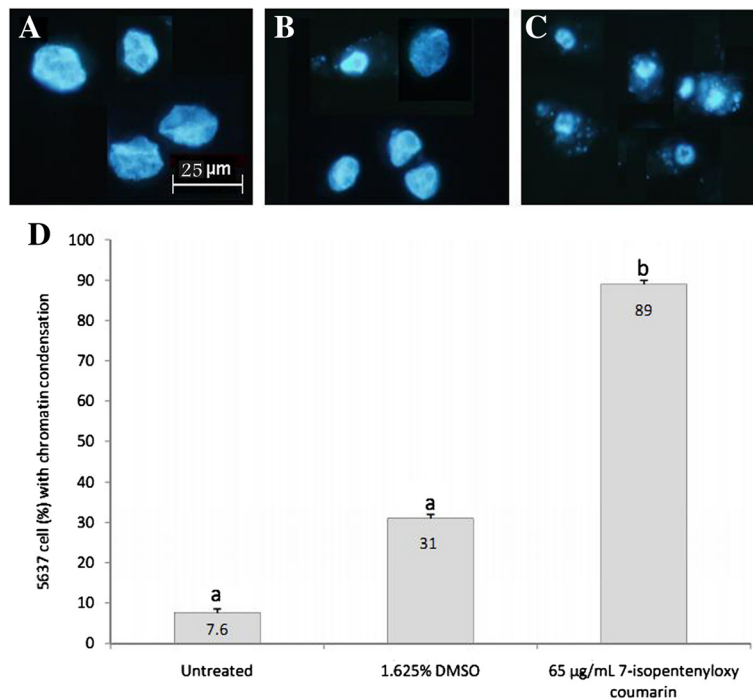 A
B
C
25 µm
D
100
90
80
70
60
50
40
30
20
10
0
5637 cell (%) with chromatin condensation
a
7.6
a
31
b
89
Untreated
1.625% DMSO
65 µg/mL 7-isopentenyloxy
coumarin